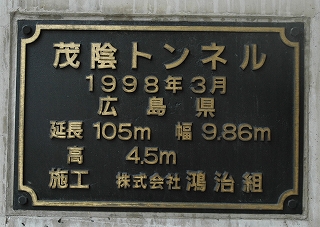 茂陰トンネル
1998年3月
広島県
延長 105m 幅 9.86m
高 4.5m
施工 株式会社 鴻治組